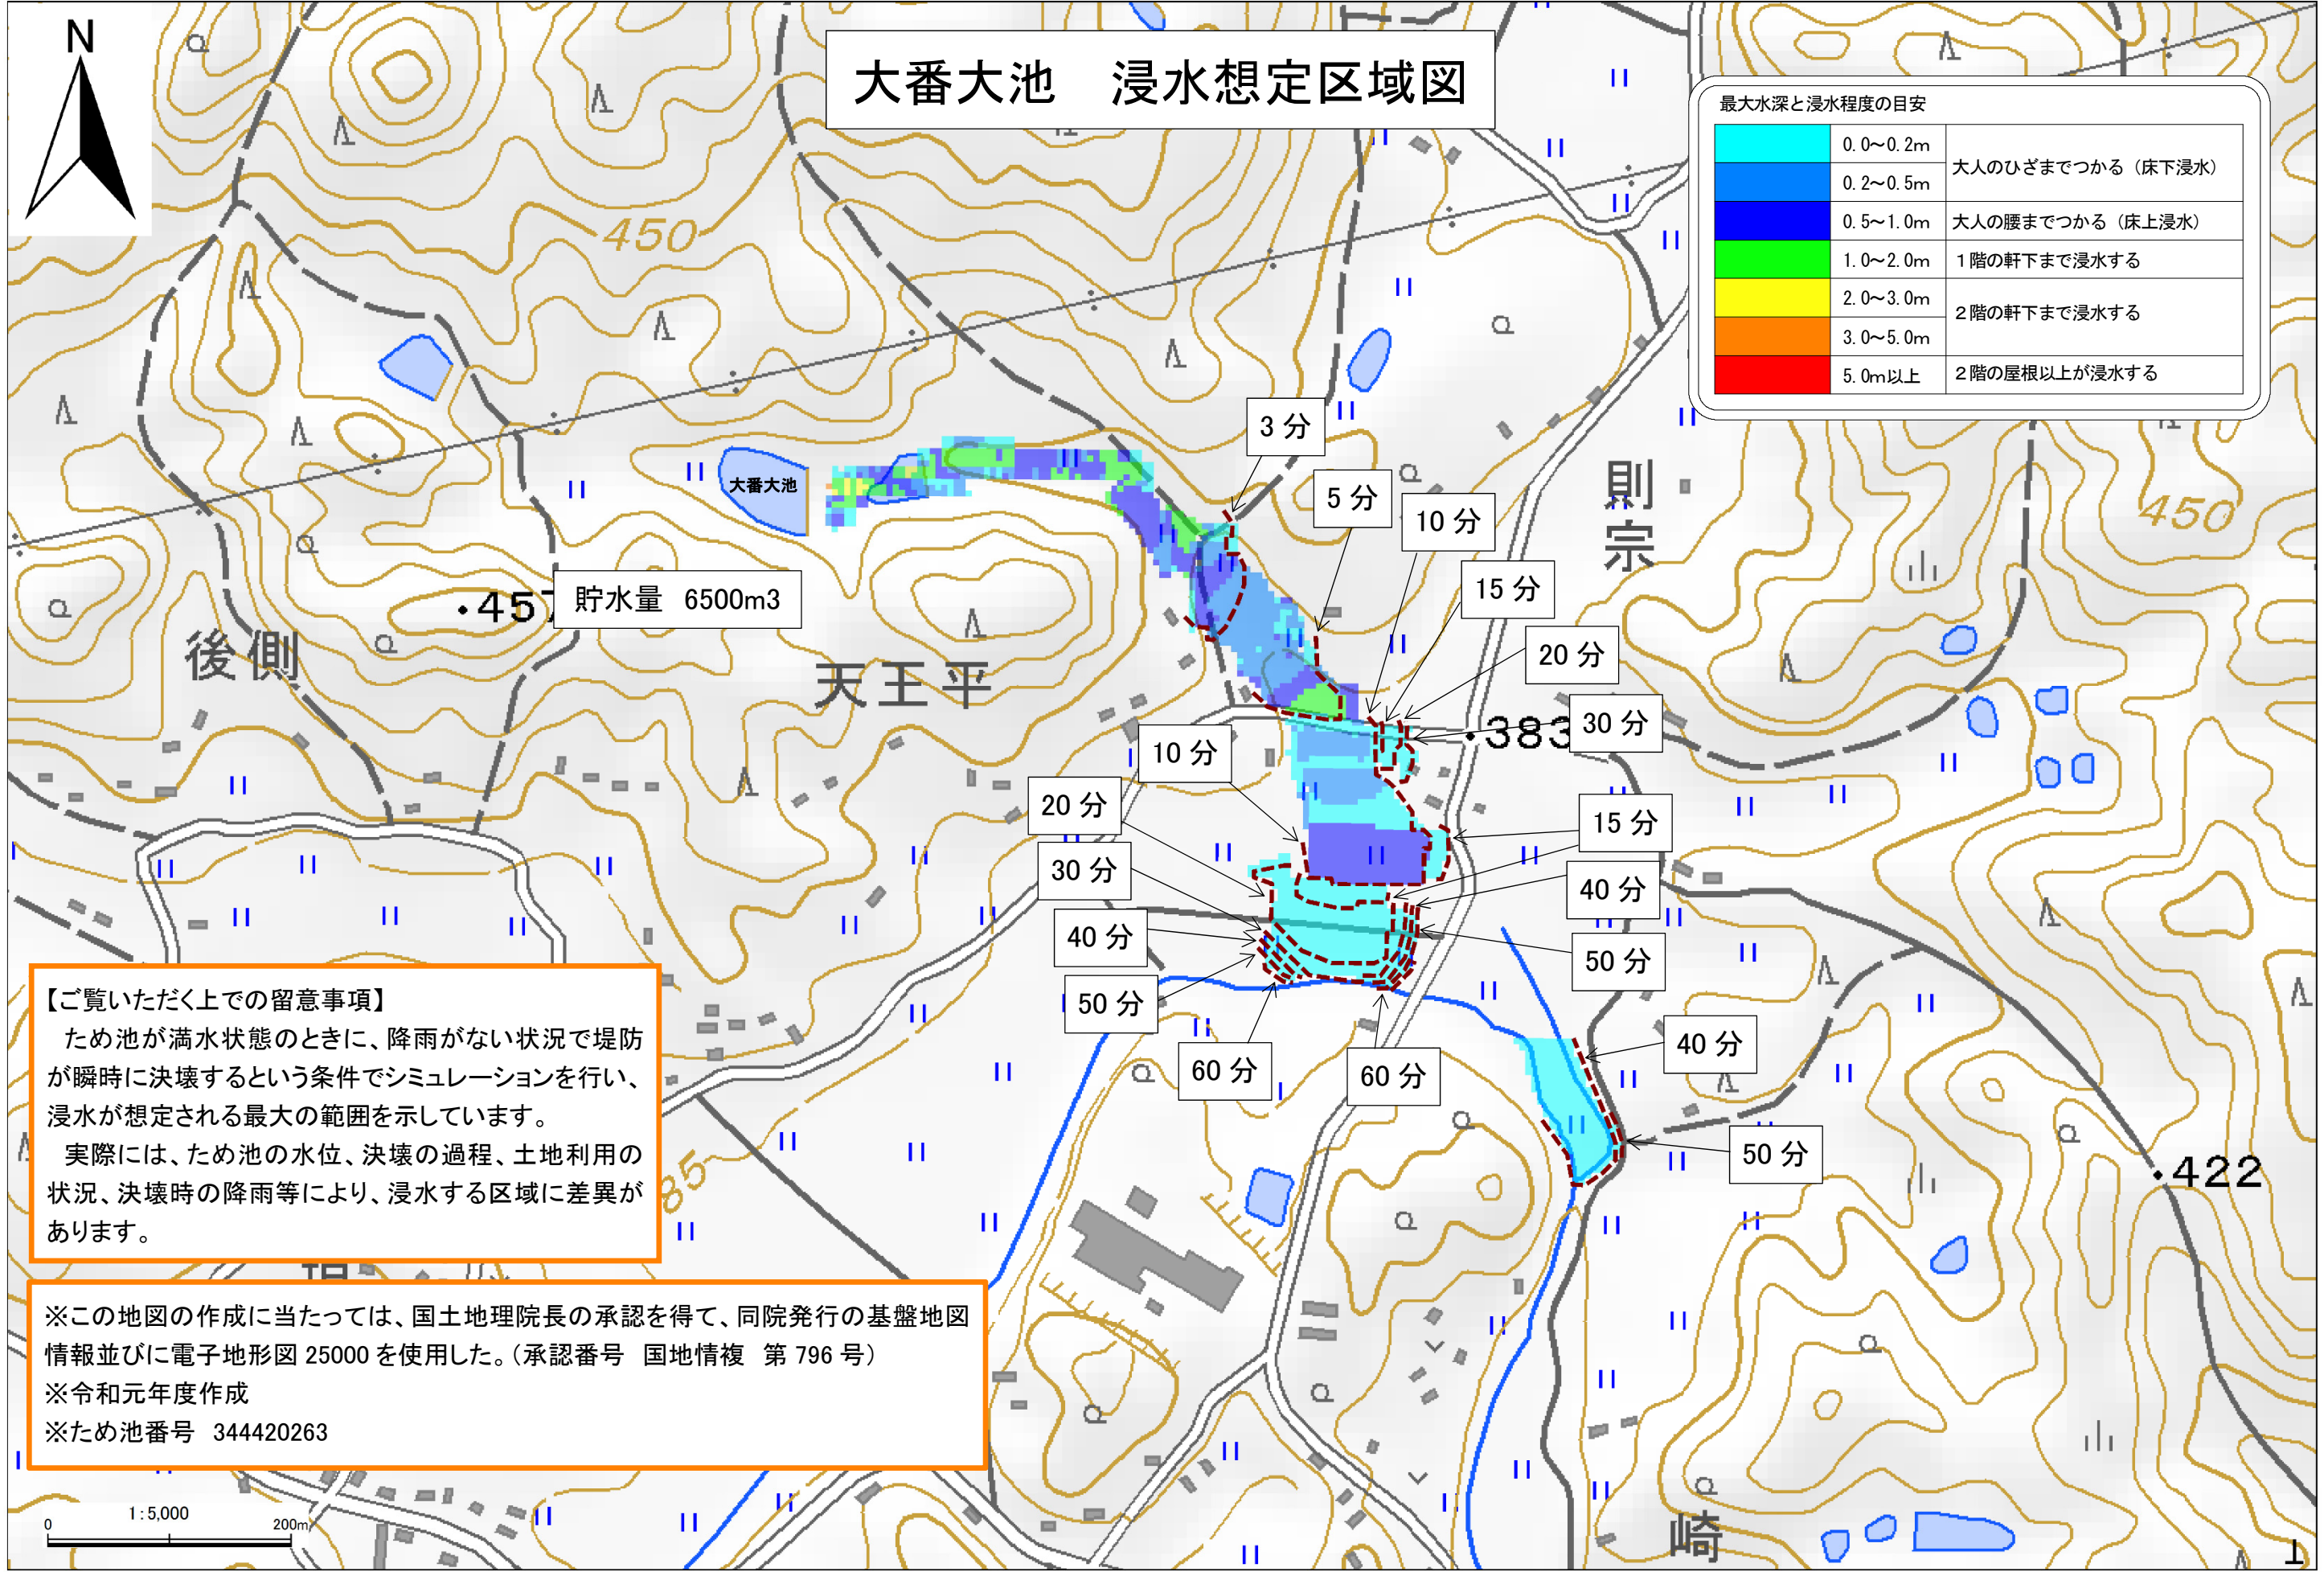 N
大番大池　浸水想定区域図
最大水深と浸水程度の目安
0.0～0.2m
大人のひざまでつかる（床下浸水）
0.2～0.5m
0.5～1.0m 大人の腰までつかる（床上浸水）
1.0～2.0m 1階の軒下まで浸水する
2.0～3.0m
2階の軒下まで浸水する
3.0～5.0m
5.0m以上 2階の屋根以上が浸水する
450
3 分
大番大池
5 分
10 分
則宗
450
15 分
貯水量　6500m3
・457
後側
天王平
20 分
30 分
・383
10 分
20 分
15 分
30 分
40 分
40 分
50 分
50 分
60 分
60 分
40 分
50 分
・422
85
【ご覧いただく上での留意事項】
　ため池が満水状態のときに、降雨がない状況で堤防
が瞬時に決壊するという条件でシミュレーションを行い、
浸水が想定される最大の範囲を示しています。
　実際には、ため池の水位、決壊の過程、土地利用の
状況、決壊時の降雨等により、浸水する区域に差異が
あります。
※この地図の作成に当たっては、国土地理院長の承認を得て、同院発行の基盤地図
情報並びに電子地形図 25000 を使用した。（承認番号　国地情複　第 796 号）
※令和元年度作成
※ため池番号　344420263
1:5,000
0 200m
崎
1